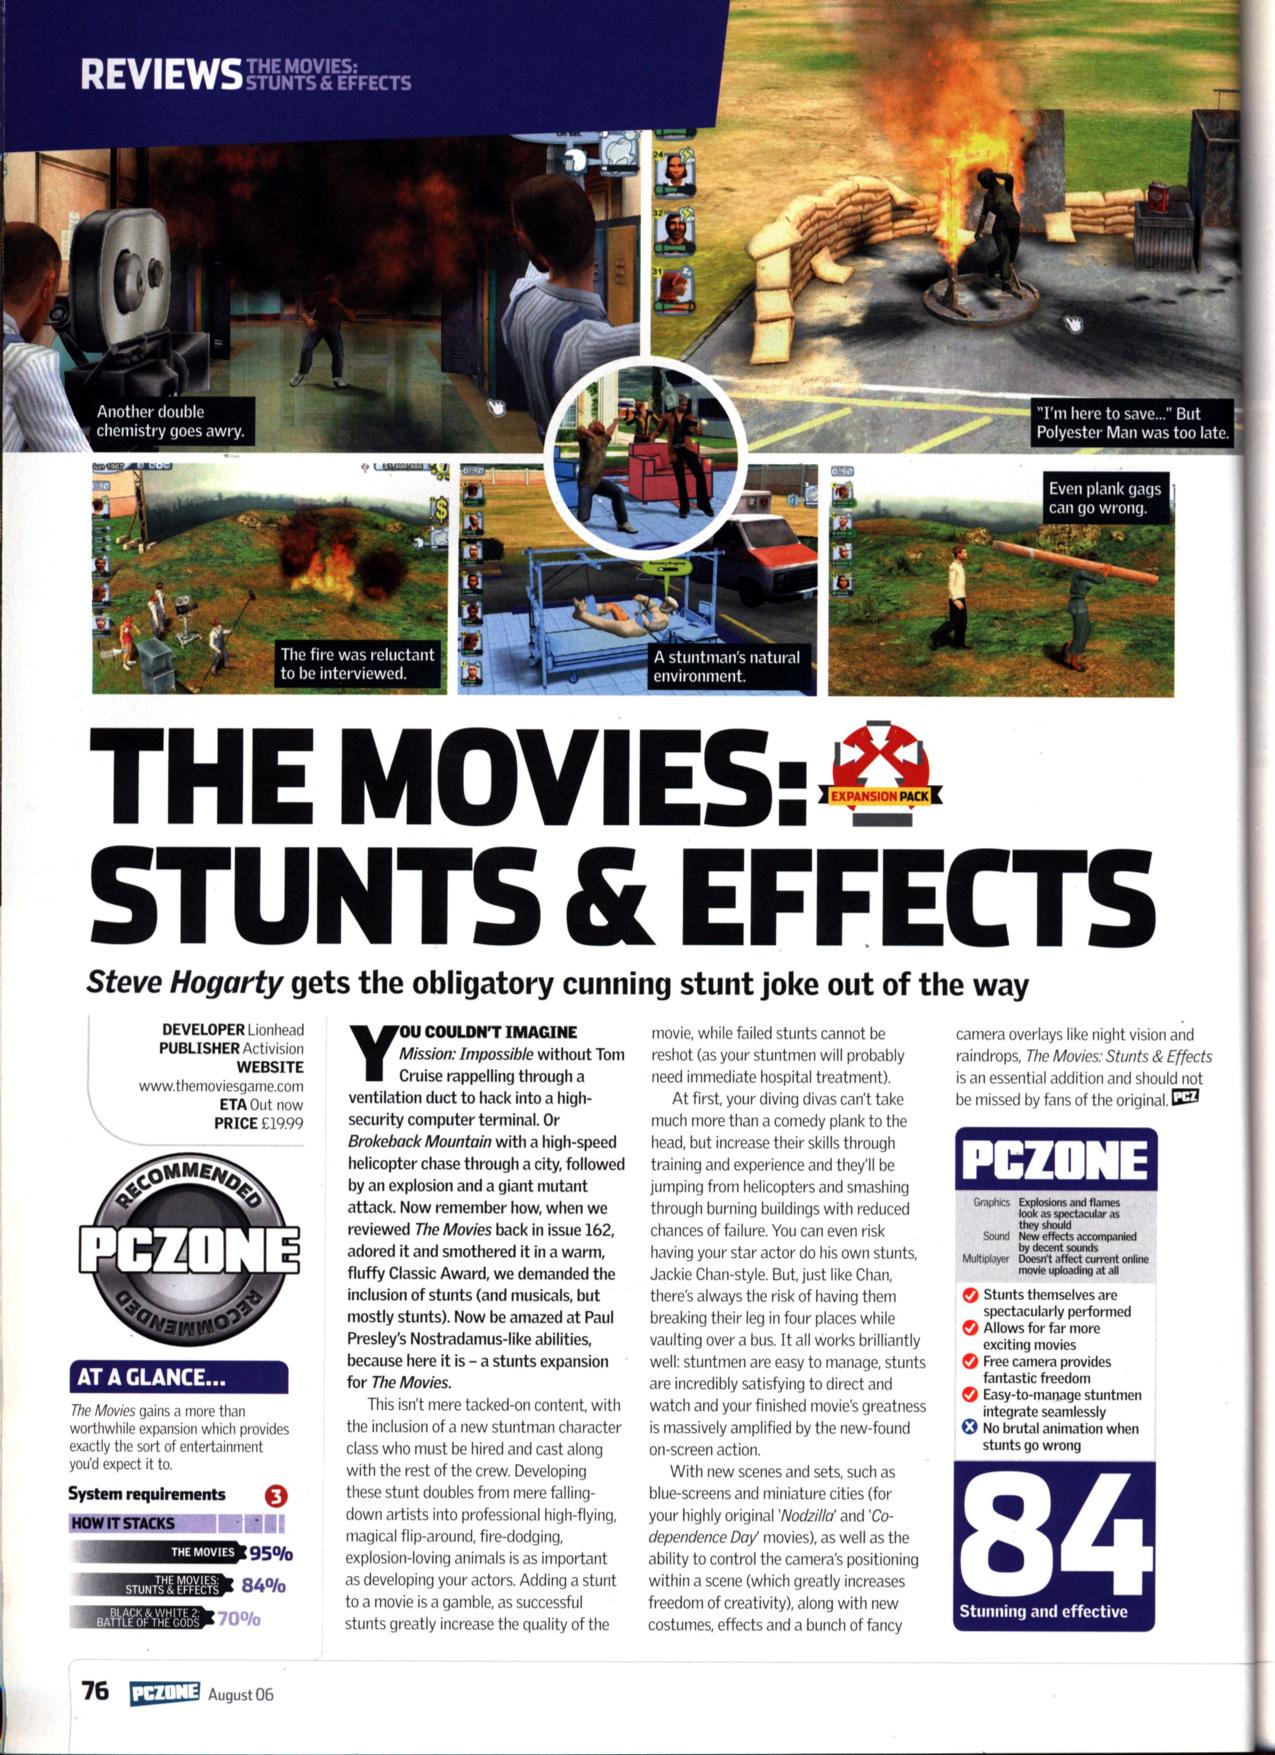 REVIEWS THE MOVIES:
STUNTS & EFFECTS
Another double
chemistry goes awry.
24
32
31
"I'm here to save..." But
Polyester Man was too late.
The fire was reluctant
to be interviewed.
A stuntman's natural
environment.
Even plank gags
can go wrong.
THE MOVIES:
EXPANSION PACK
STUNTS & EFFECTS
Steve Hogarty gets the obligatory cunning stunt joke out of the way
DEVELOPER Lionhead
PUBLISHER Activision
WEBSITE
www.themoviesgame.com
ETA Out now
PRICE £19.99
RECOMMENDED
PCZONE
RECOMMENDED
AT A GLANCE...
The Movies gains a more than
worthwhile expansion which provides
exactly the sort of entertainment
you'd expect it to.
System requirements 3
HOW IT STACKS
THE MOVIES 95%
THE MOVIES:
STUNTS & EFFECTS 84%
BLACK & WHITE 2:
BATTLE OF THE GODS 70%
YOU COULDN'T IMAGINE
Mission: Impossible without Tom
Cruise rappelling through a
ventilation duct to hack into a high-
security computer terminal. Or
Brokeback Mountain with a high-speed
helicopter chase through a city, followed
by an explosion and a giant mutant
attack. Now remember how, when we
reviewed The Movies back in issue 162,
adored it and smothered it in a warm,
fluffy Classic Award, we demanded the
inclusion of stunts (and musicals, but
mostly stunts). Now be amazed at Paul
Presley's Nostradamus-like abilities,
because here it is – a stunts expansion
for The Movies.
This isn't mere tacked-on content, with
the inclusion of a new stuntman character
class who must be hired and cast along
with the rest of the crew. Developing
these stunt doubles from mere falling-
down artists into professional high-flying,
magical flip-around, fire-dodging,
explosion-loving animals is as important
as developing your actors. Adding a stunt
to a movie is a gamble, as successful
stunts greatly increase the quality of the
movie, while failed stunts cannot be
reshot (as your stuntmen will probably
need immediate hospital treatment).
At first, your diving divas can't take
much more than a comedy plank to the
head, but increase their skills through
training and experience and they'll be
jumping from helicopters and smashing
through burning buildings with reduced
chances of failure. You can even risk
having your star actor do his own stunts,
Jackie Chan-style. But, just like Chan,
there's always the risk of having them
breaking their leg in four places while
vaulting over a bus. It all works brilliantly
well: stuntmen are easy to manage, stunts
are incredibly satisfying to direct and
watch and your finished movie's greatness
is massively amplified by the new-found
on-screen action.
With new scenes and sets, such as
blue-screens and miniature cities (for
your highly original 'Nodzilla' and 'Co-
dependence Day' movies), as well as the
ability to control the camera's positioning
within a scene (which greatly increases
freedom of creativity), along with new
costumes, effects and a bunch of fancy
camera overlays like night vision and
raindrops, The Movies: Stunts & Effects
is an essential addition and should not
be missed by fans of the original. PCZ
PCZONE
Graphics Explosions and flames
look as spectacular as
they should
Sound New effects accompanied
by decent sounds
Multiplayer Doesn't affect current online
movie uploading at all
Stunts themselves are
spectacularly performed
Allows for far more
exciting movies
Free camera provides
fantastic freedom
Easy-to-manage stuntmen
integrate seamlessly
No brutal animation when
stunts go wrong
84
Stunning and effective
76 PCZONE August 06